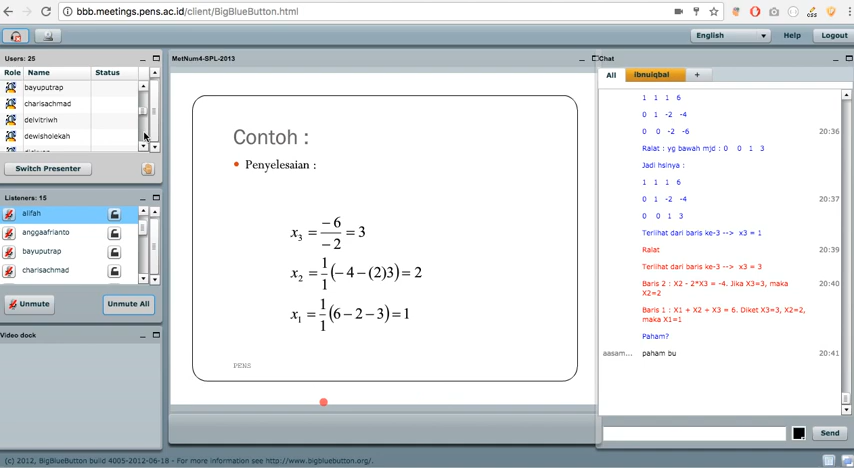 bbb.meetings.pens.ac.id/client/BigBlueButton.html
English
Help
Logout
Users: 25
Role Name Status
bayuputrap
charisachmad
delvitriwh
dewisholekah
Switch Presenter
Listeners: 15
alifah
anggaafrianto
bayuputrap
charisachmad
Unmute
Unmute All
Video dock
MetNum4-SPL-2013
Contoh :
• Penyelesaian :
x₃ = −6/−2 = 3
x₂ = 1/1 (−4 − (2)3) = 2
x₁ = 1/1 (6 − 2 − 3) = 1
PENS
Chat
All ibnuiqbal +
1 1 1 6
0 1 -2 -4
0 0 -2 -6 20:36
Ralat : yg bawah mjd : 0 0 1 3
Jadi hslnya :
1 1 1 6 20:37
0 1 -2 -4
0 0 1 3
Terlihat dari baris ke-3 --> x3 = 1
Ralat 20:39
Terlihat dari baris ke-3 --> x3 = 3
Baris 2 : X2 - 2*X3 = -4. Jika X3=3, maka 20:40
X2=2
Baris 1 : X1 + X2 + X3 = 6. Diket X3=3, X2=2,
maka X1=1
Paham?
aasam... paham bu 20:41
Send
(c) 2012, BigBlueButton build 4005-2012-06-18 - For more information see http://www.bigbluebutton.org/.